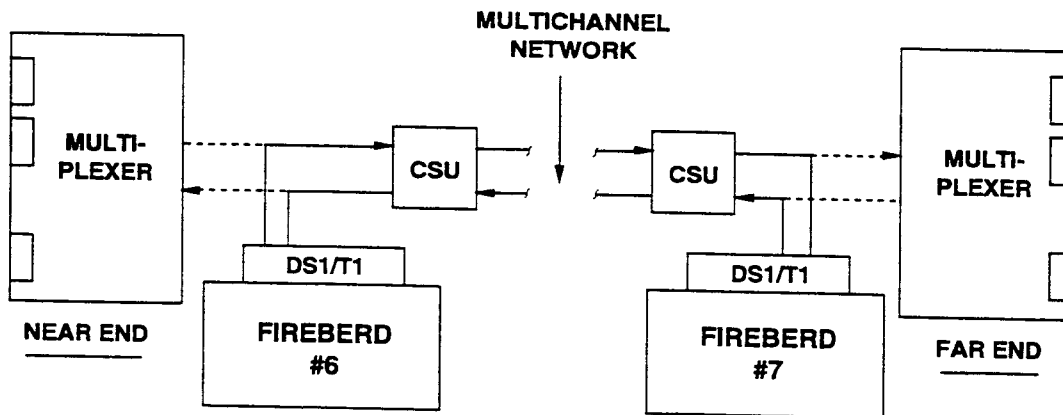 MULTICHANNEL
NETWORK
MULTI-
PLEXER
CSU
CSU
MULTI-
PLEXER
DS1/T1
DS1/T1
NEAR END
FIREBERD
#6
FIREBERD
#7
FAR END